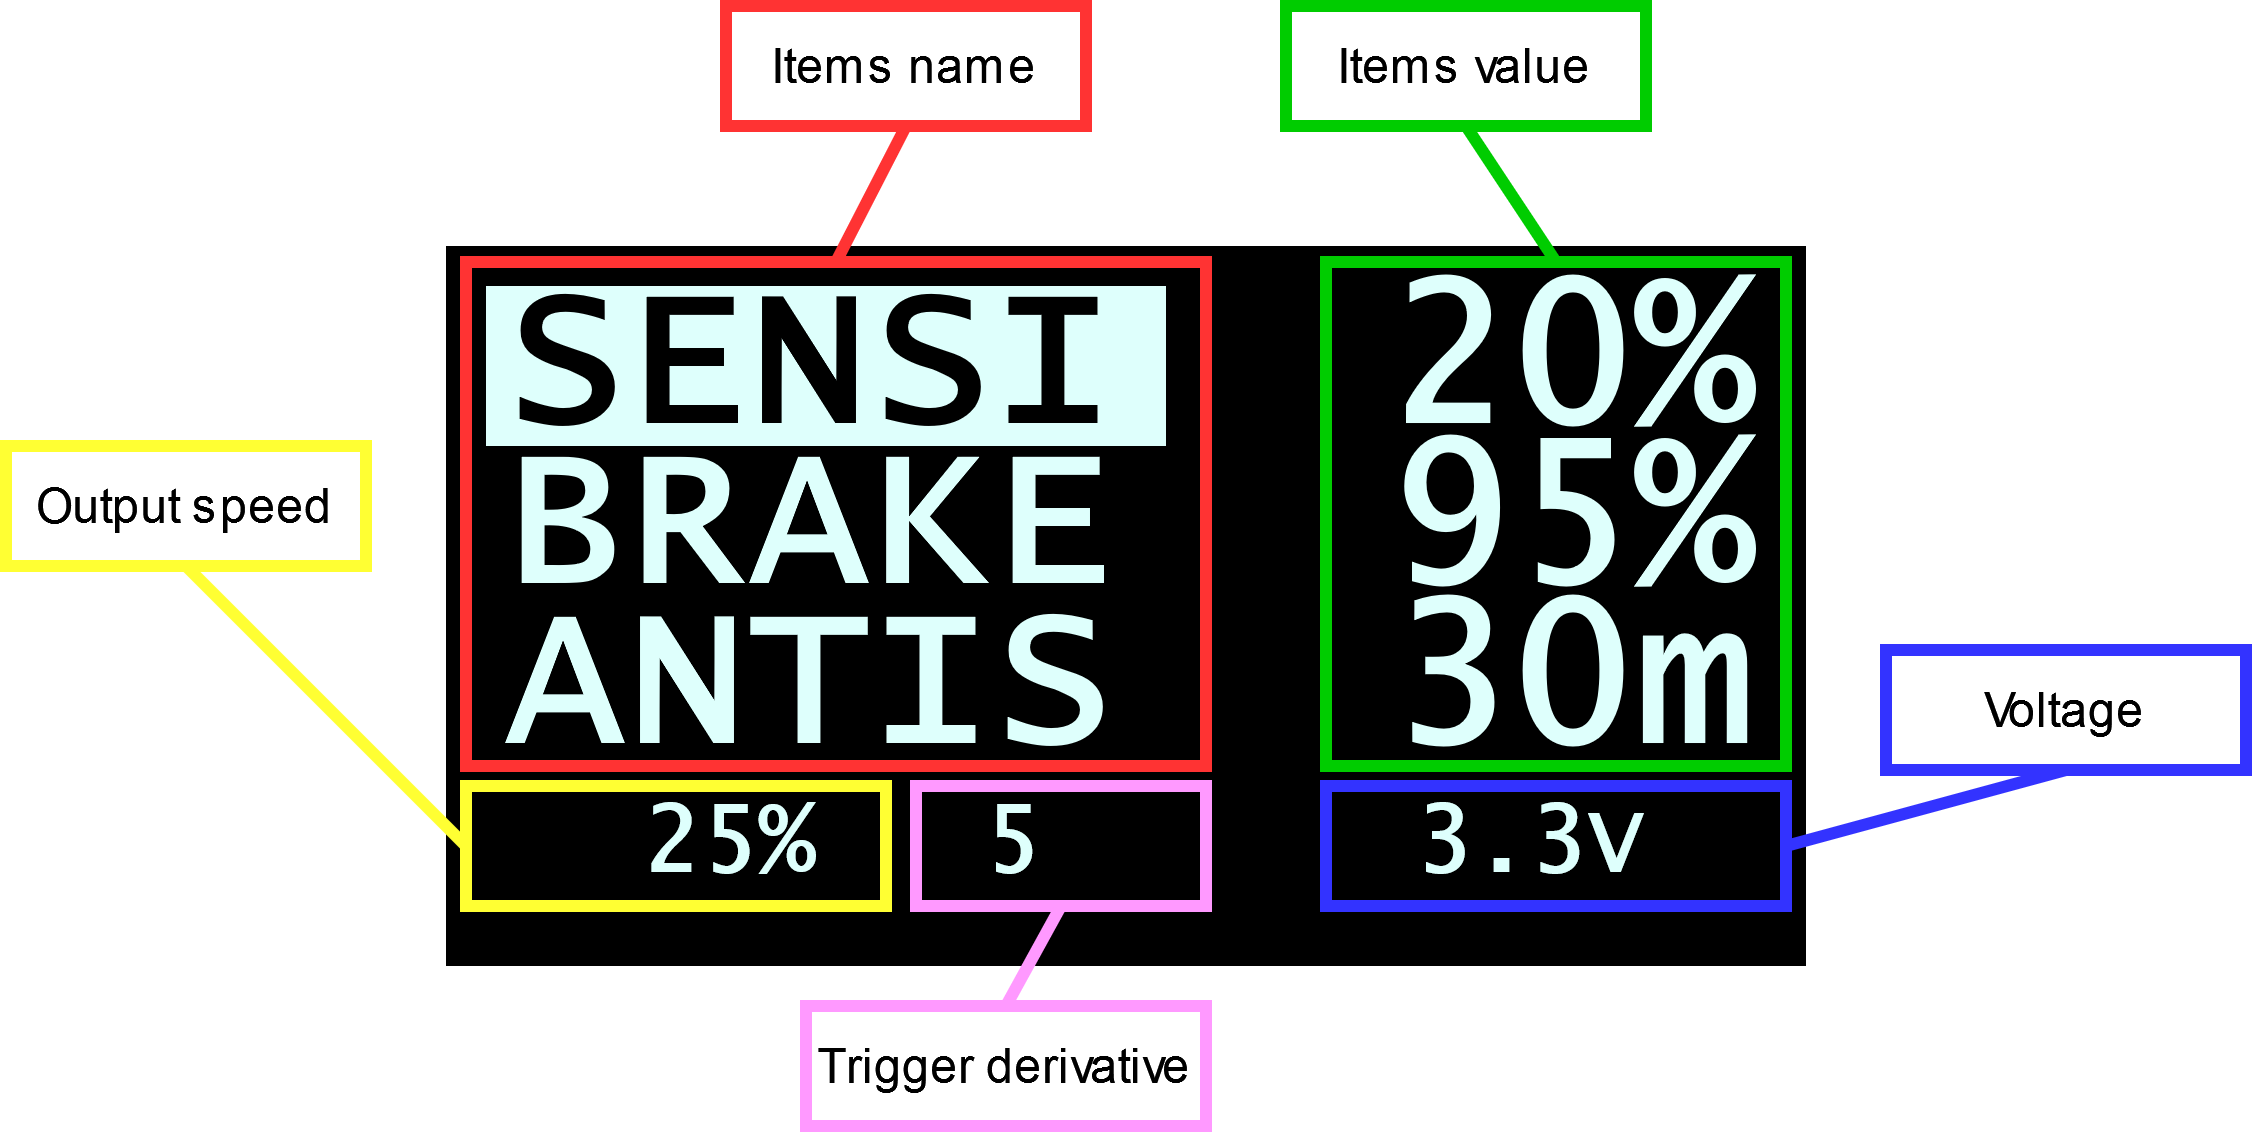 Items name
Items value
SENSI 20%
BRAKE 95%
ANTIS 30m
Output speed
Voltage
25% 5 3.3V
Trigger derivative